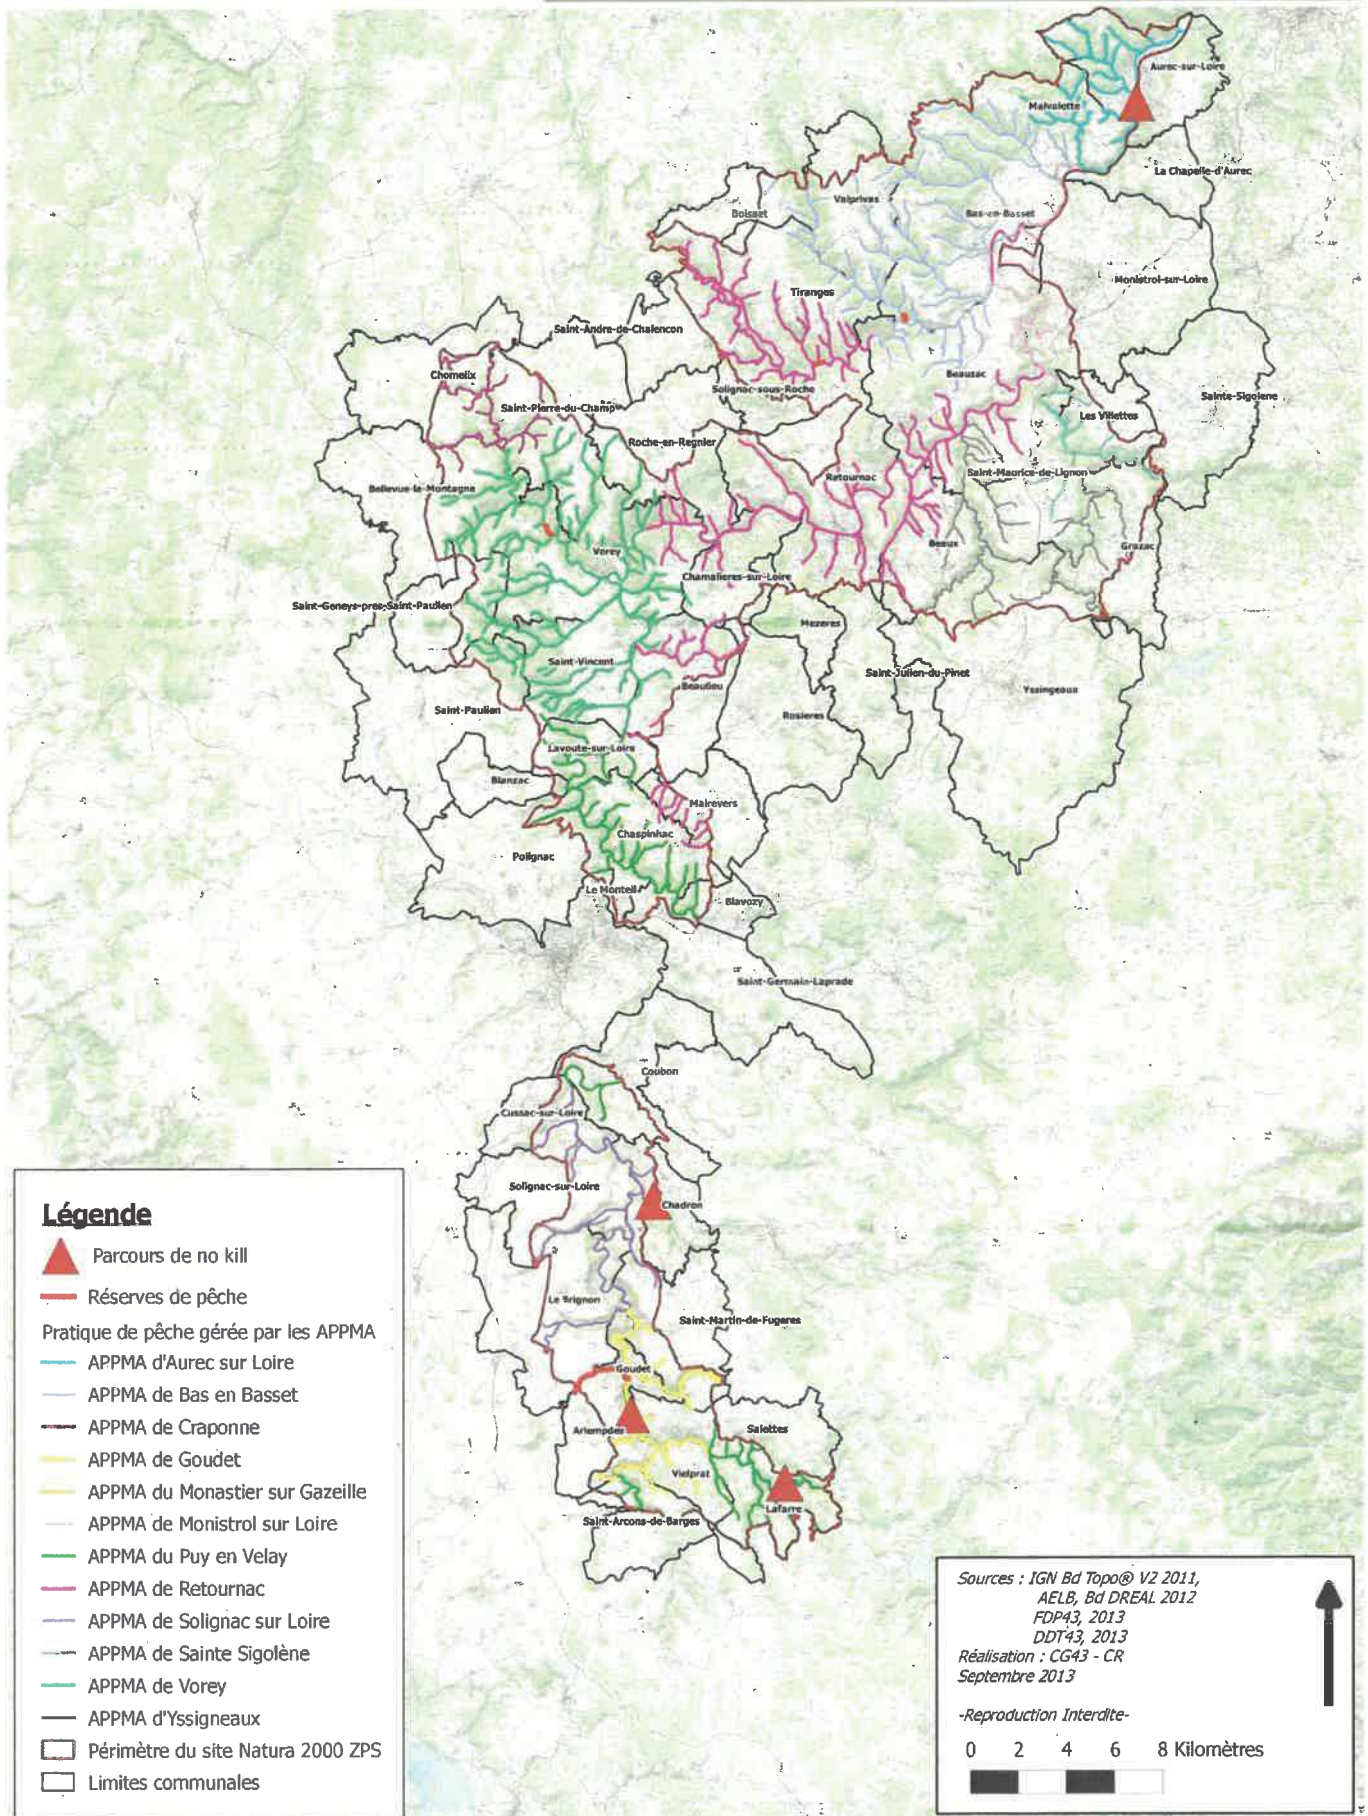 Aurec-sur-Loire
Malvalette
La Chapelle-d'Aurec
Valprivas
Boisset
Bas-en-Basset
Monistrol-sur-Loire
Tiranges
Saint-Andre-de-Chalencon
Chomelix
Beauzac
Solignac-sous-Roche
Sainte-Sigolene
Saint-Pierre-du-Champ
Les Villettes
Roche-en-Regnier
Saint-Maurice-de-Lignon
Retournac
Bellevue-la-Montagne
Beaux
Grazac
Vorey
Chamalieres-sur-Loire
Saint-Geneys-pres-Saint-Paulien
Mezeres
Saint-Vincent
Saint-Julien-du-Pinet
Beaulieu
Yssingeaux
Saint-Paulien
Rosieres
Lavoute-sur-Loire
Blanzac
Malrevers
Chaspinhac
Polignac
Le Monteil
Blavozy
Saint-Germain-Laprade
Coubon
Cussac-sur-Loire
Solignac-sur-Loire
Chadron
Le Brignon
Saint-Martin-de-Fugeres
Goudet
Arlempdes
Salettes
Vielprat
Lafarre
Saint-Arcons-de-Barges
Légende
Parcours de no kill
Réserves de pêche
Pratique de pêche gérée par les APPMA
APPMA d'Aurec sur Loire
APPMA de Bas en Basset
APPMA de Craponne
APPMA de Goudet
APPMA du Monastier sur Gazeille
APPMA de Monistrol sur Loire
APPMA du Puy en Velay
APPMA de Retournac
APPMA de Solignac sur Loire
APPMA de Sainte Sigolène
APPMA de Vorey
APPMA d'Yssigneaux
Périmètre du site Natura 2000 ZPS
Limites communales
Sources : IGN Bd Topo® V2 2011,
AELB, Bd DREAL 2012
FDP43, 2013
DDT43, 2013
Réalisation : CG43 - CR
Septembre 2013
-Reproduction Interdite-
0 2 4 6 8 Kilomètres